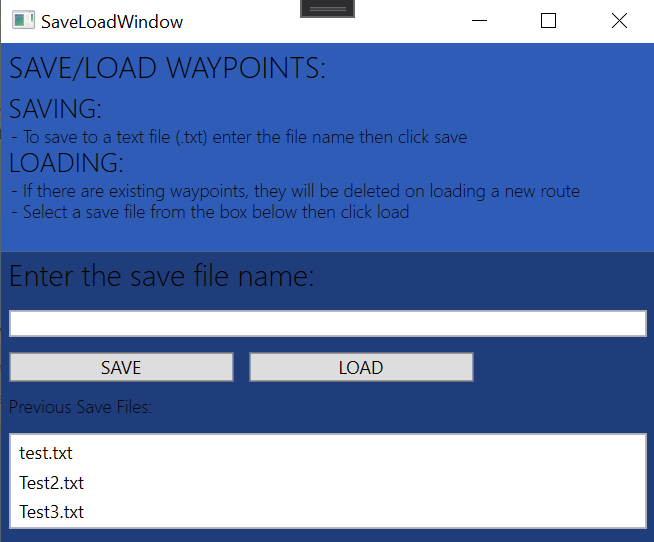 SaveLoadWindow
SAVE/LOAD WAYPOINTS:
SAVING:
- To save to a text file (.txt) enter the file name then click save
LOADING:
- If there are existing waypoints, they will be deleted on loading a new route
- Select a save file from the box below then click load
Enter the save file name:
SAVE LOAD
Previous Save Files:
test.txt
Test2.txt
Test3.txt